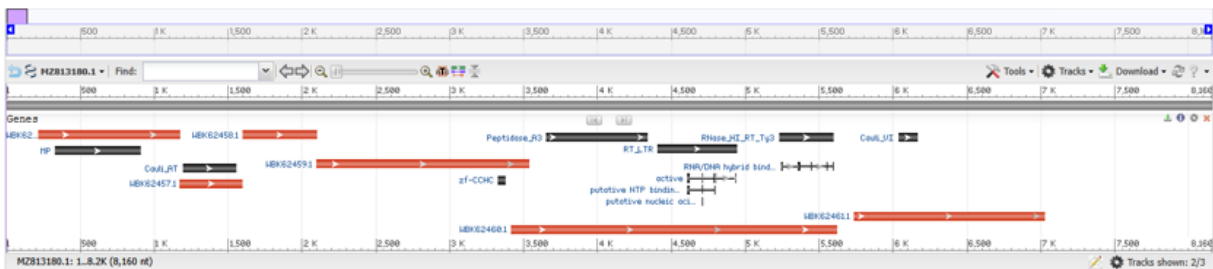 500 1 K 1,500 2 K 2,500 3 K 3,500 4 K 4,500 5 K 5,500 6 K 6,500 7 K 7,500
MZ813180.1 Find: Tools Download Tracks ?
1 500 1 K 1,500 2 K 2,500 3 K 3,500 4 K 4,500 5 K 5,500 6 K 6,500 7 K 7,500 8,160
Genes
WBK62... WBK62458.1 Peptidase_A3 RNase_HI_RT_Ty3 Cauli_VI
MP RT_LTR
Cauli_AT WBK62459.1 RNA/DNA hybrid bind...
WBK62457.1 zf-CCHC active
putative NTP bindin...
putative nucleic aci...
WBK62461.1
WBK62460.1
1 500 1 K 1,500 2 K 2,500 3 K 3,500 4 K 4,500 5 K 5,500 6 K 6,500 7 K 7,500 8,160
MZ813180.1: 1..8.2K (8,160 nt) Tracks shown: 2/3